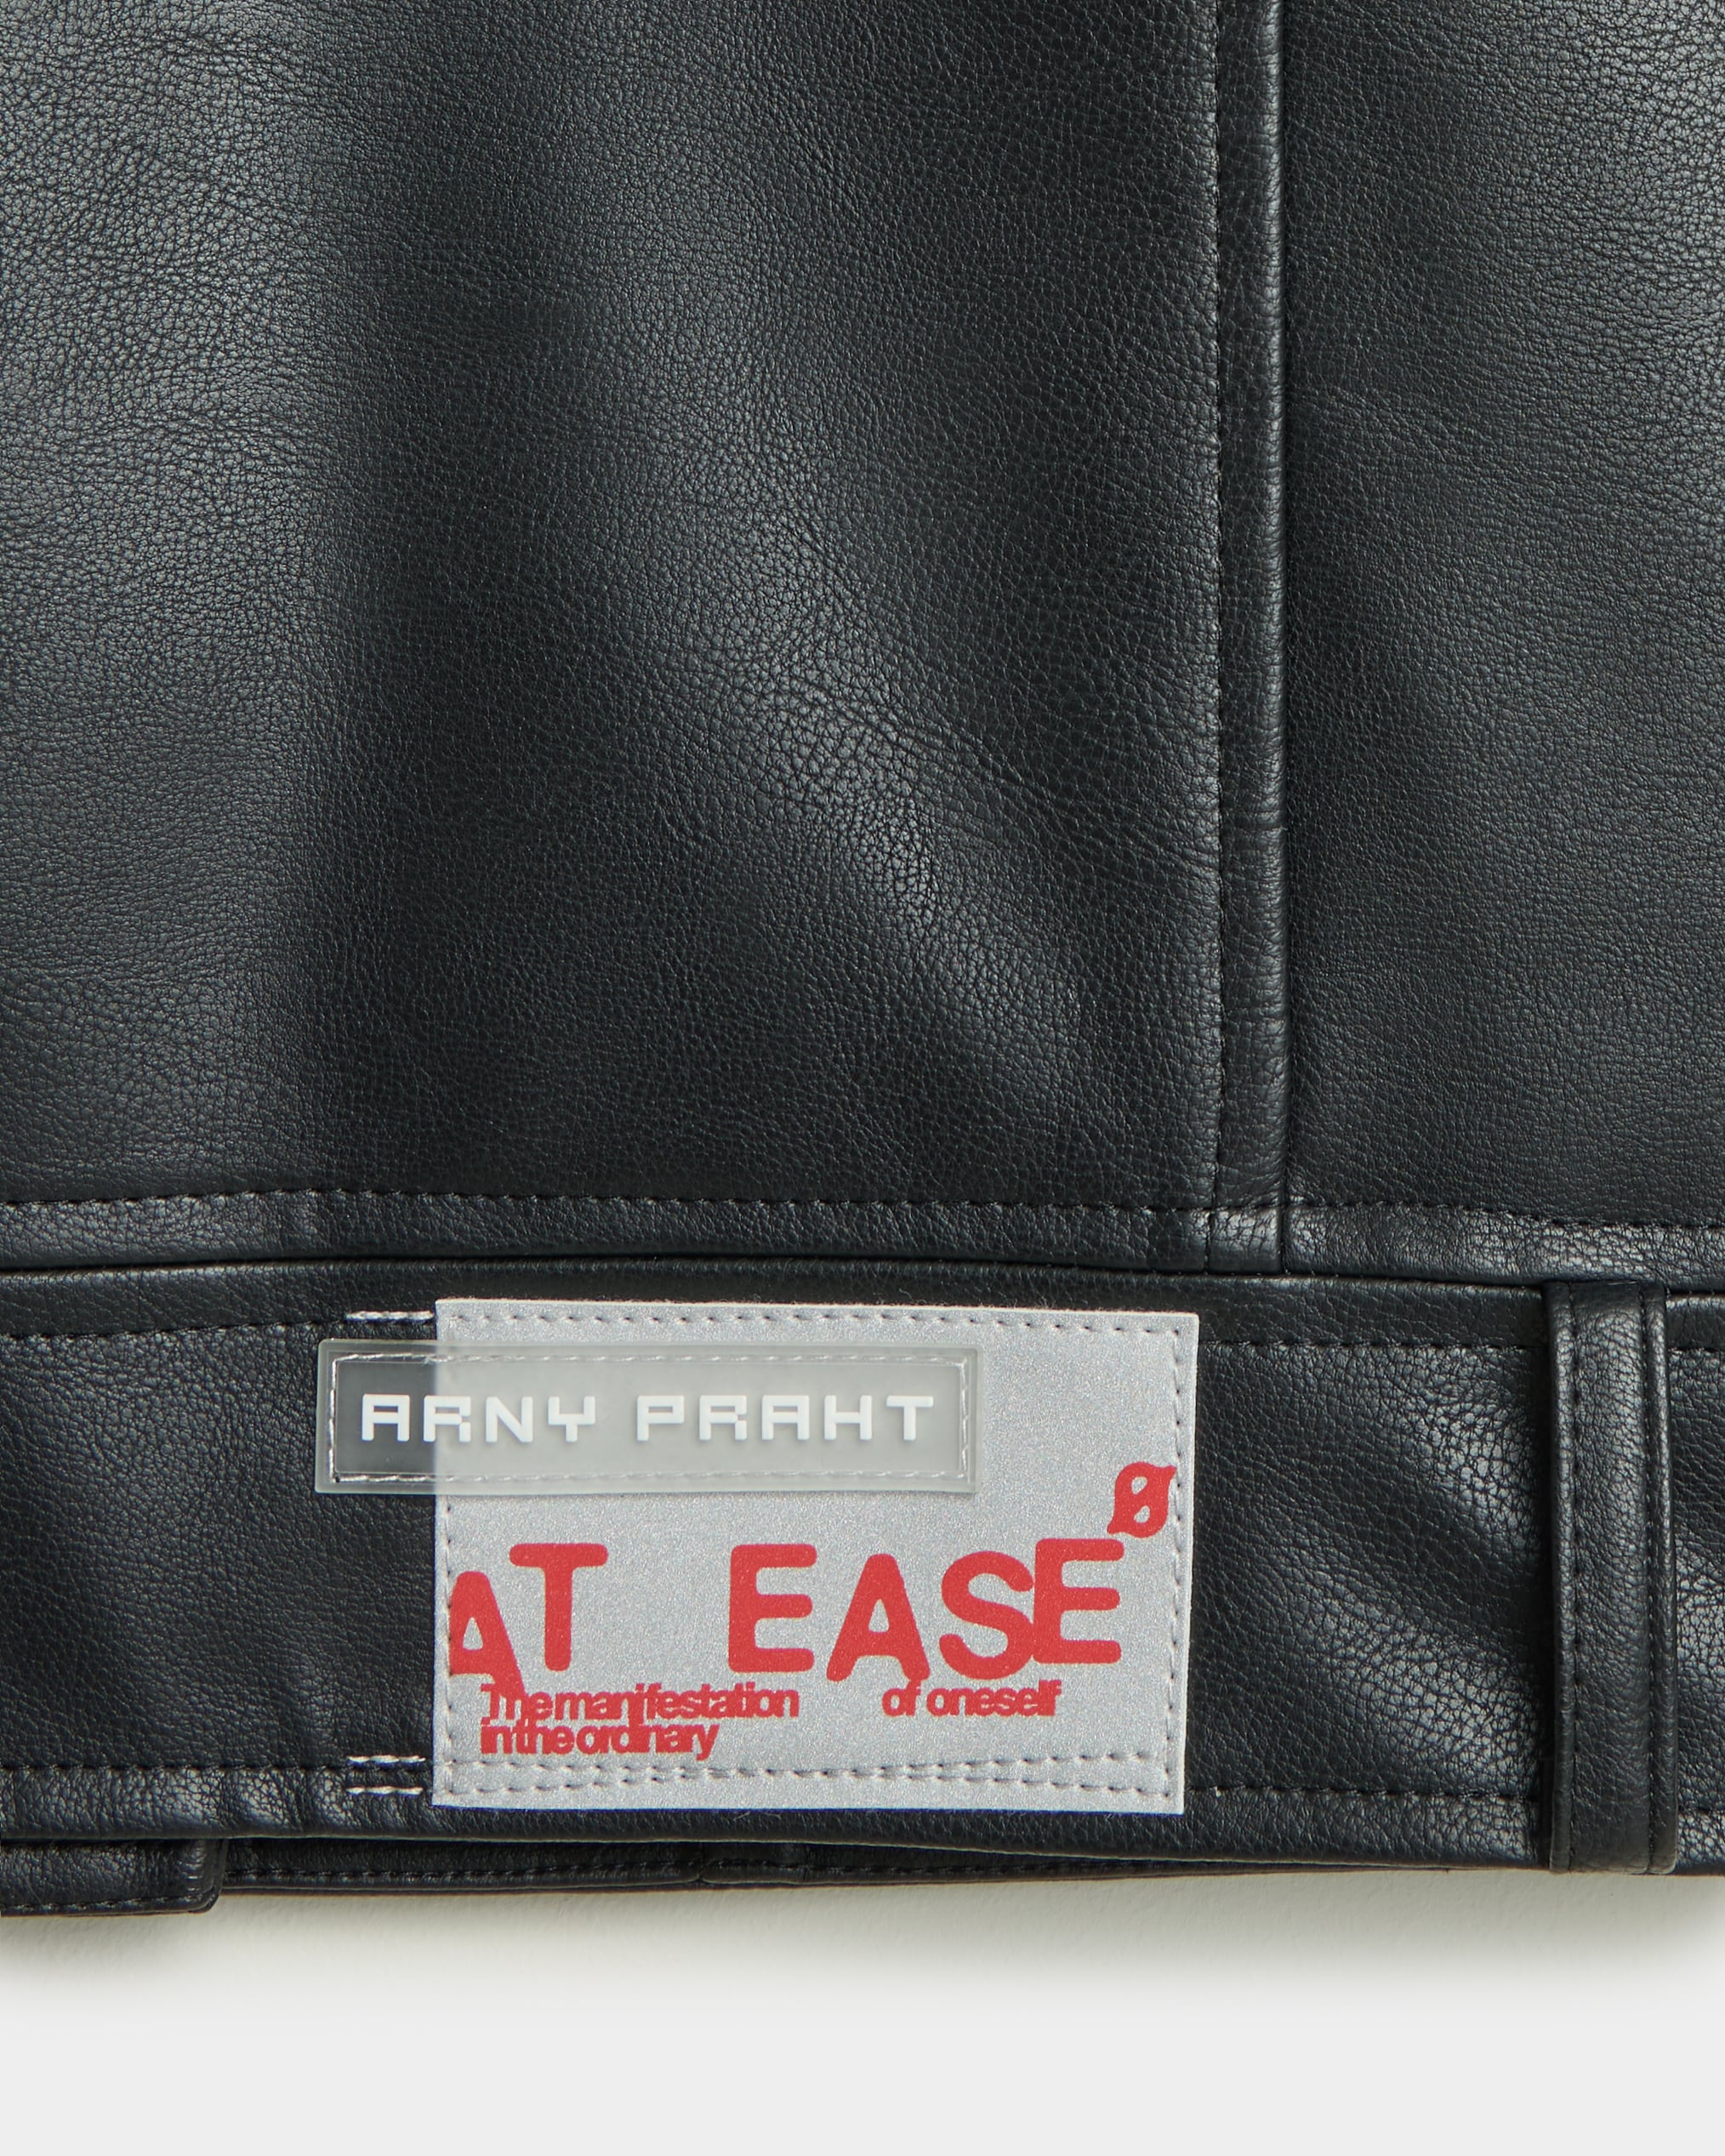 ARNY PRAHT
AT EASE Ø
The manifestation of oneself
in the ordinary